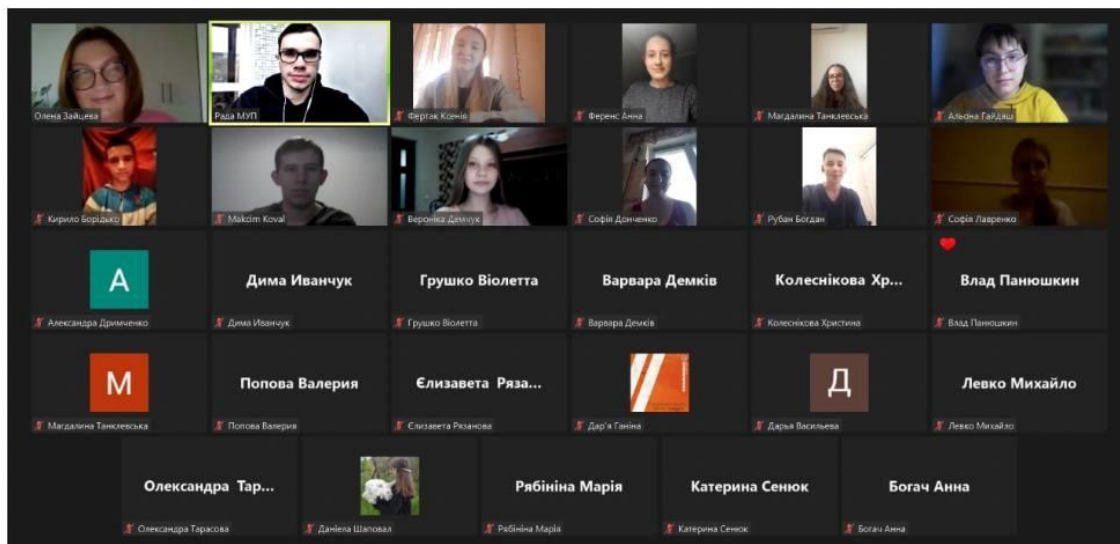 Олена Зайцева
Рада МУП
Фертак Ксенія
Ференс Анна
Магдалина Танклевська
Альона Гайдаш
Кирило Борідько
Makcim Koval
Вероніка Демчук
Софія Донченко
Рубан Богдан
Софія Лавренко
А
Александра Дримченко
Дима Иванчук
Дима Иванчук
Грушко Віолетта
Грушко Віолетта
Варвара Демків
Варвара Демків
Колеснікова Хр...
Колеснікова Христина
Влад Панюшкин
Влад Панюшкин
М
Магдалина Танклевська
Попова Валерия
Попова Валерия
Єлизавета Ряза...
Єлизавета Рязанова
Дар'я Ганіна
Д
Дарья Васильева
Левко Михайло
Левко Михайло
Олександра Тар...
Олександра Тарасова
Даніела Шаповал
Рябініна Марія
Рябініна Марія
Катерина Сенюк
Катерина Сенюк
Богач Анна
Богач Анна